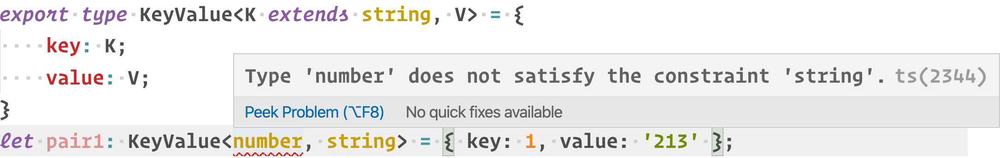 export type KeyValue<K extends string, V> = {
    key: K;
    value: V;
Type 'number' does not satisfy the constraint 'string'. ts(2344)
Peek Problem (⌥F8) No quick fixes available
}
let pair1: KeyValue<number, string> = { key: 1, value: '213' };